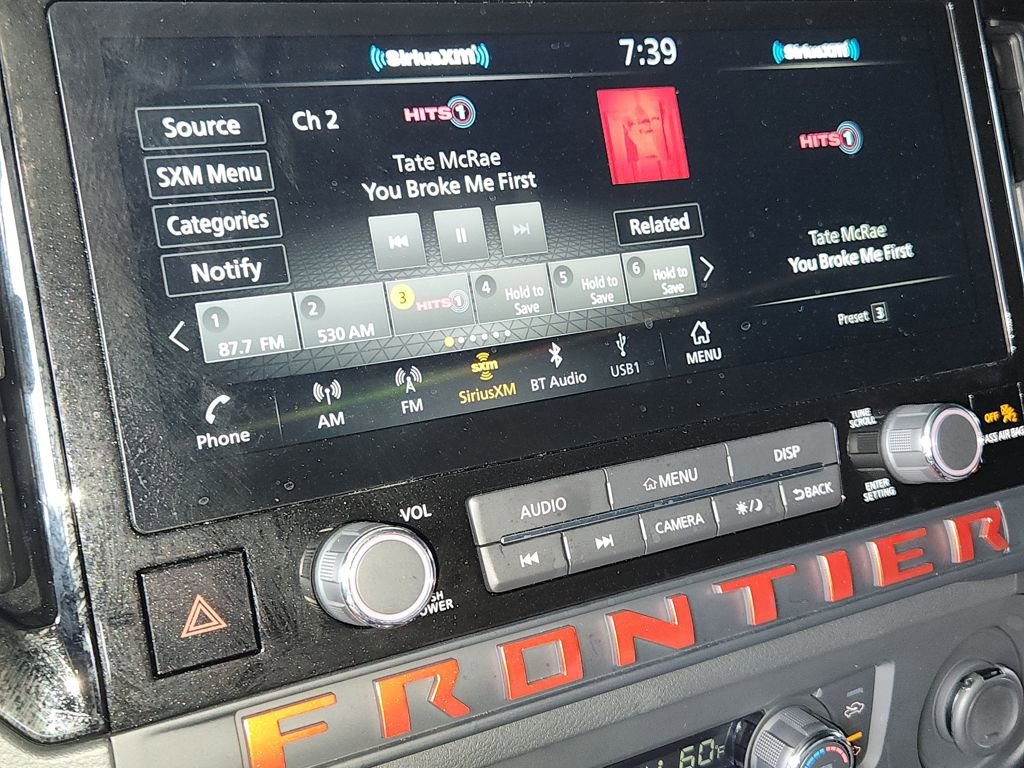 SiriusXM
7:39
SiriusXM
Source
Ch 2
HITS 1
HITS 1
SXM Menu
Tate McRae
You Broke Me First
Categories
Related
Notify
Tate McRae
You Broke Me First
1
87.7 FM
2
530 AM
3
HITS 1
4
Hold to
Save
5
Hold to
Save
6
Hold to
Save
Preset 3
Phone
AM
FM
sxm
SiriusXM
BT Audio
USB1
MENU
TUNE
SCROLL
ENTER
SETTING
OFF
PASS AIR BAG
VOL
AUDIO
MENU
DISP
CAMERA
BACK
FRONTIER
60°F